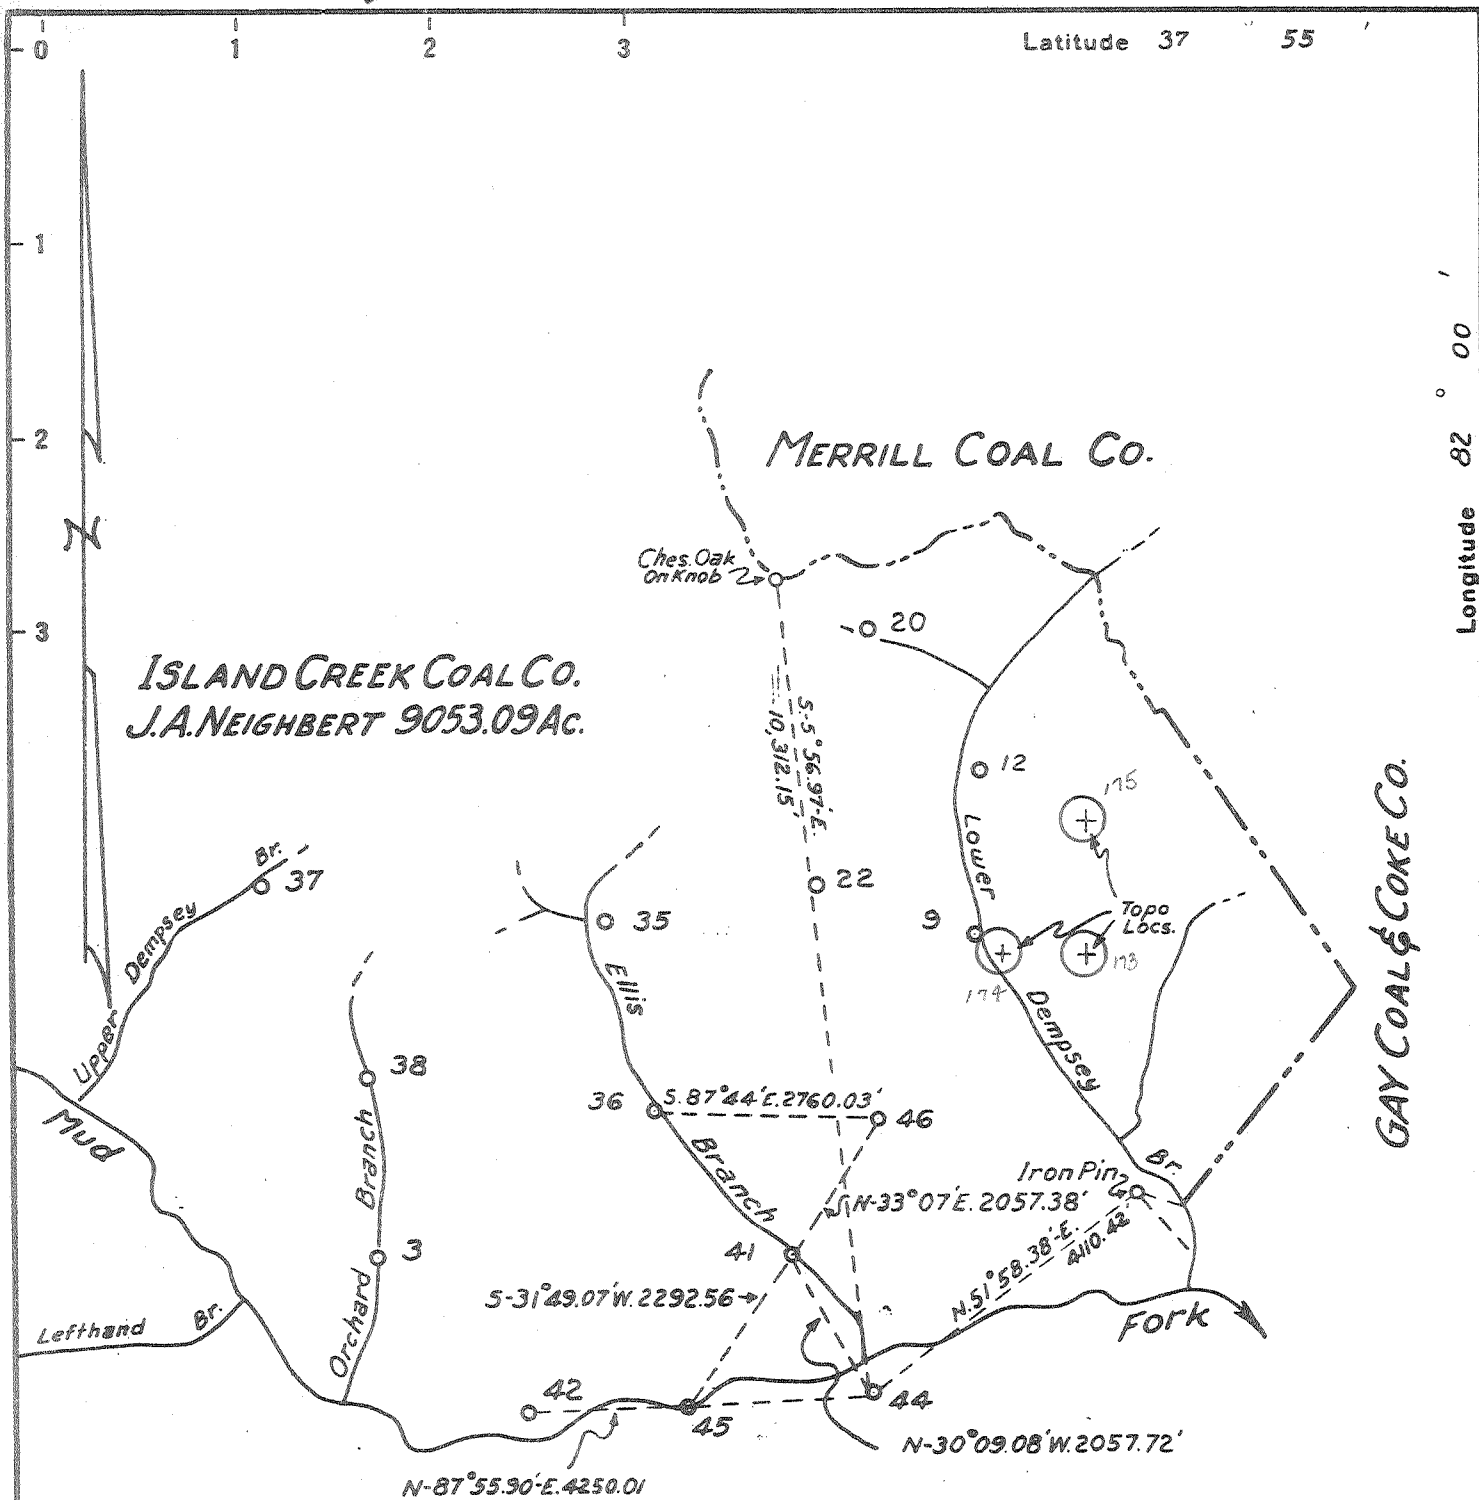 0 1 2 3
Latitude 37 ° 55 '
1
2
3
Longitude 82 ° 00 '
N
MERRILL COAL CO.
Ches. Oak
On Knob
20
ISLAND CREEK COAL CO.
J.A. NEIGHBERT 9053.09 AC.
S-5°56.97'-E.
10,312.15'
12
175
GAY COAL & COKE CO.
Lower
Br.
37
22
35
9
Topo
Locs.
173
174
Dempsey
Upper
Ellis
Dempsey
38
36
S.87°44'E.2760.03'
46
Mud
Branch
Branch
Br.
Iron Pin
N-33°07'E. 2057.38'
3
41
N.51°58.38'-E.
4110.42'
S-31°49.07'W. 2292.56
Lefthand Br.
Orchard
Fork
42
45
44
N-30°09.08'W. 2057.72'
N-87°55.90'-E. 4250.01